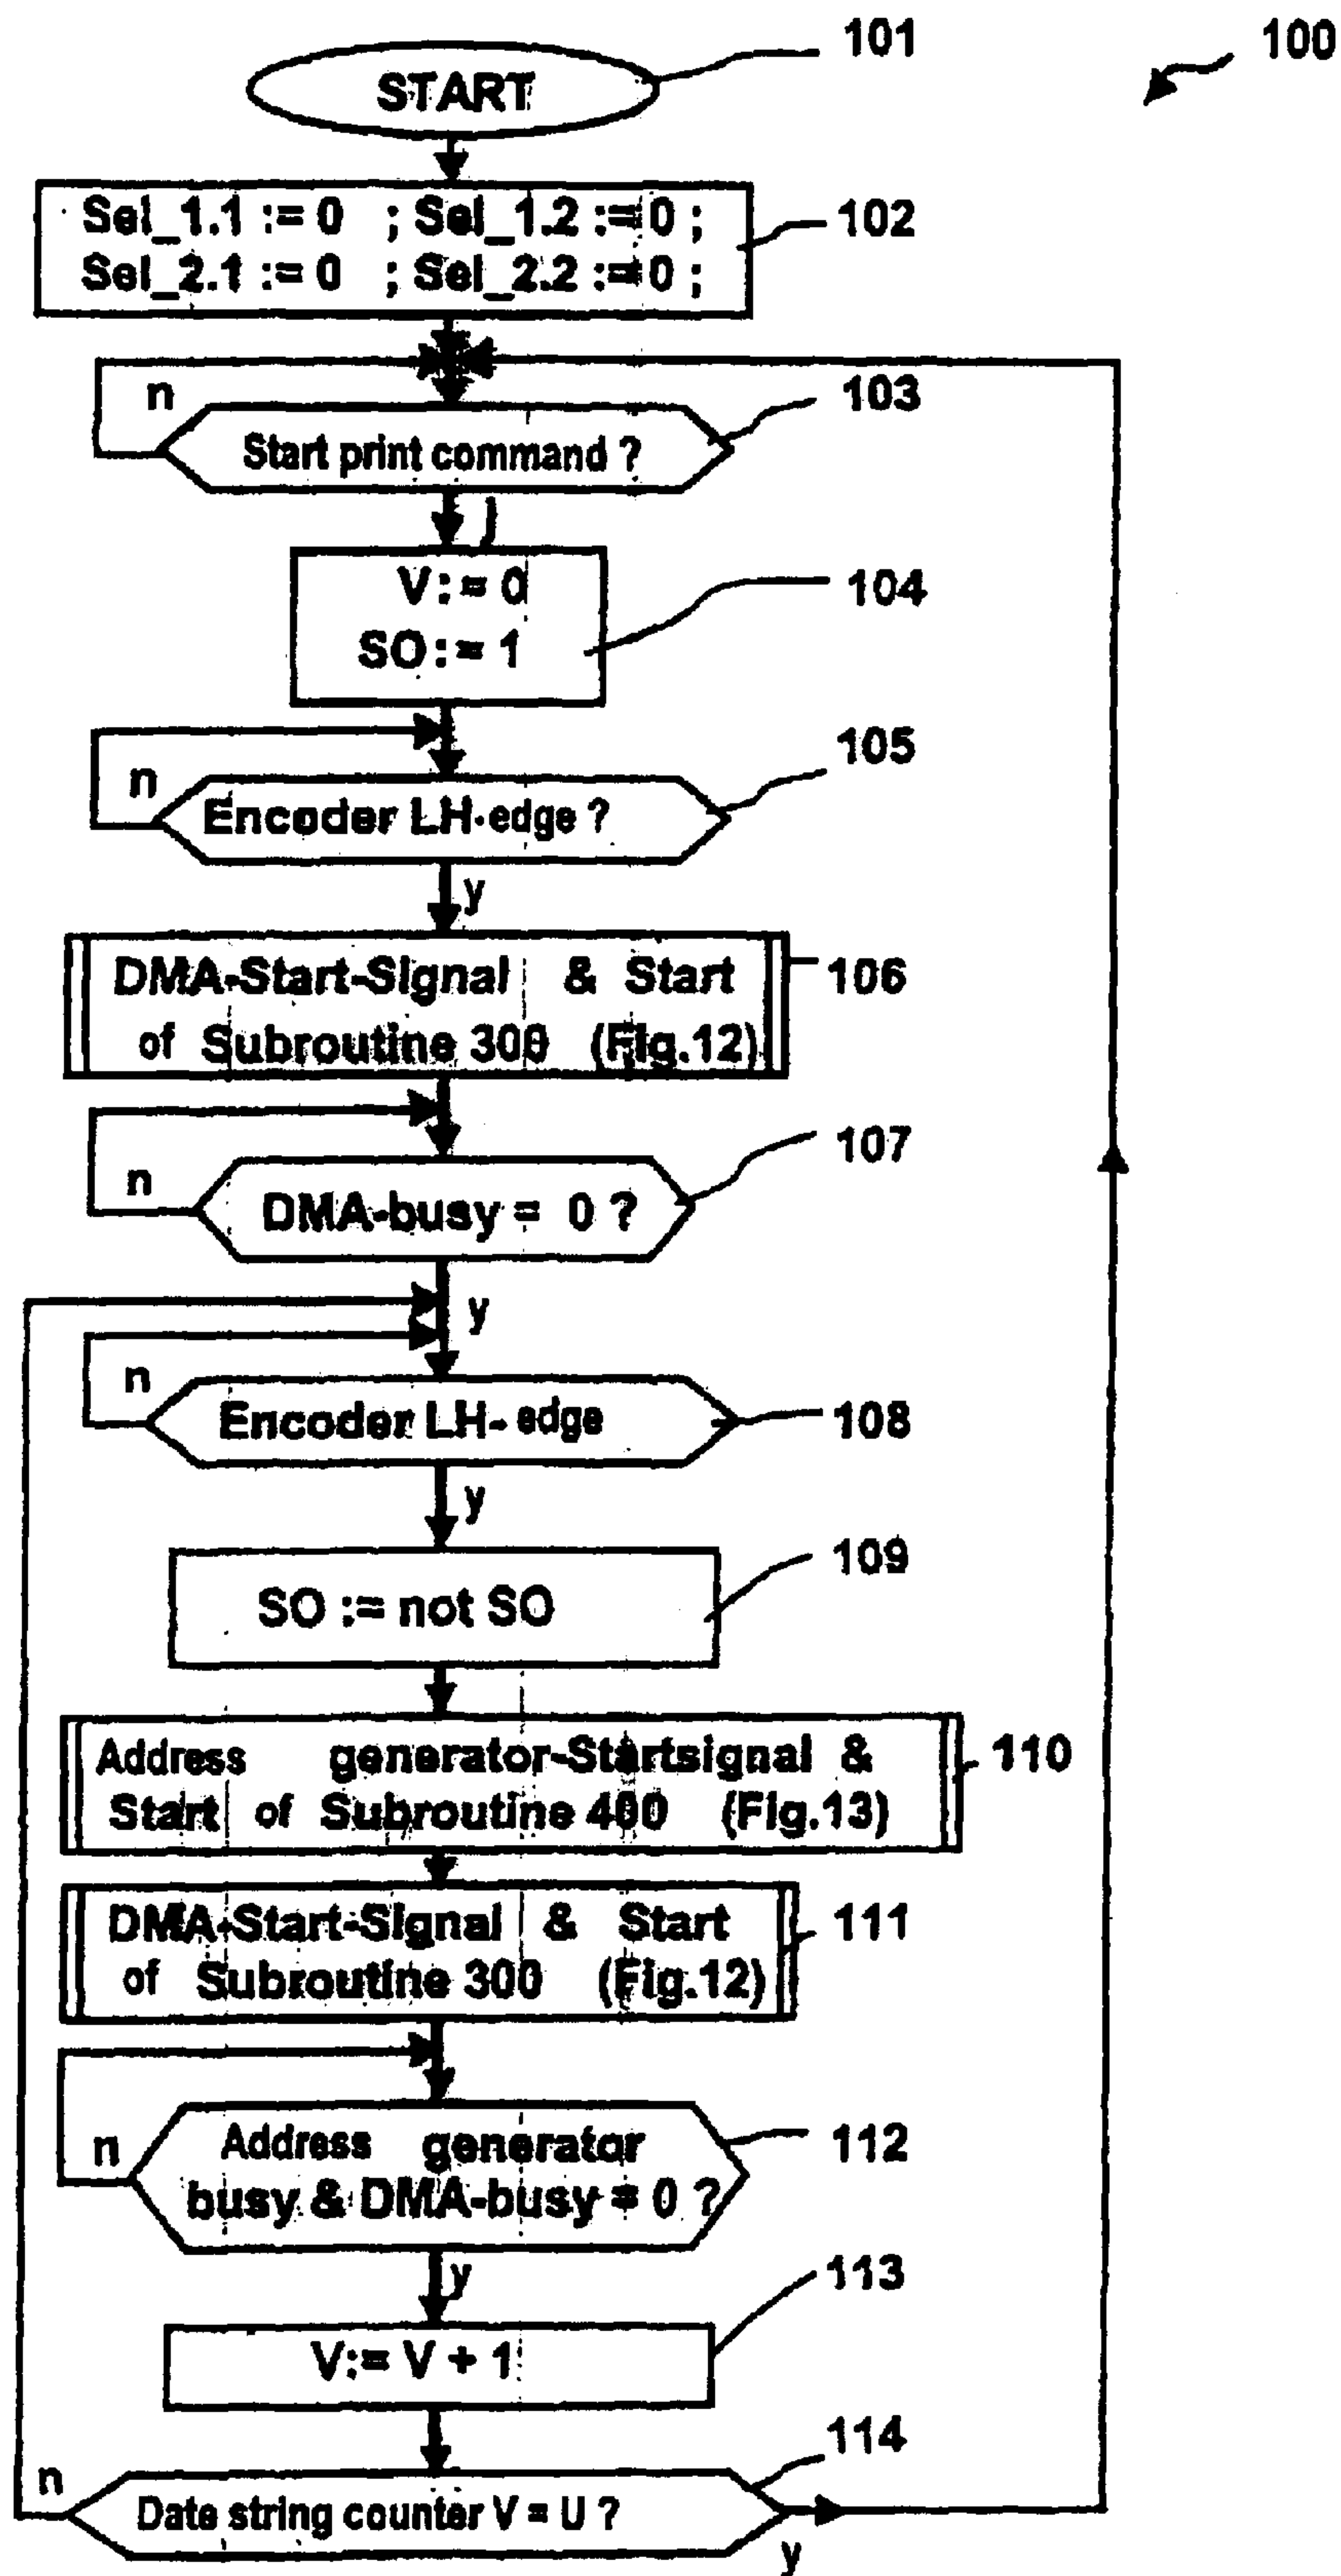 101
100
START
Sel_1.1 := 0 ; Sel_1.2 := 0 ;
Sel_2.1 := 0 ; Sel_2.2 := 0 ;
102
n
103
Start print command ?
j
V := 0
SO := 1
104
105
n
Encoder LH-edge ?
y
DMA-Start-Signal & Start
of Subroutine 300 (Fig.12)
106
107
n
DMA-busy = 0 ?
y
n
Encoder LH- edge
108
y
109
SO := not SO
Address generator-Startsignal &
Start of Subroutine 400 (Fig.13)
110
DMA-Start-Signal & Start
of Subroutine 300 (Fig.12)
111
n
Address generator
busy & DMA-busy = 0 ?
112
y
113
V := V + 1
114
n
Date string counter V = U ?
y